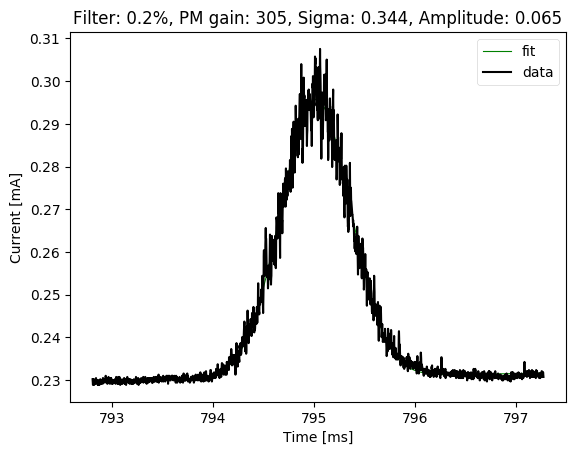 Filter: 0.2%, PM gain: 305, Sigma: 0.344, Amplitude: 0.065
fit
data
0.31
0.30
0.29
0.28
0.27
0.26
0.25
0.24
0.23
Current [mA]
793 794 795 796 797
Time [ms]